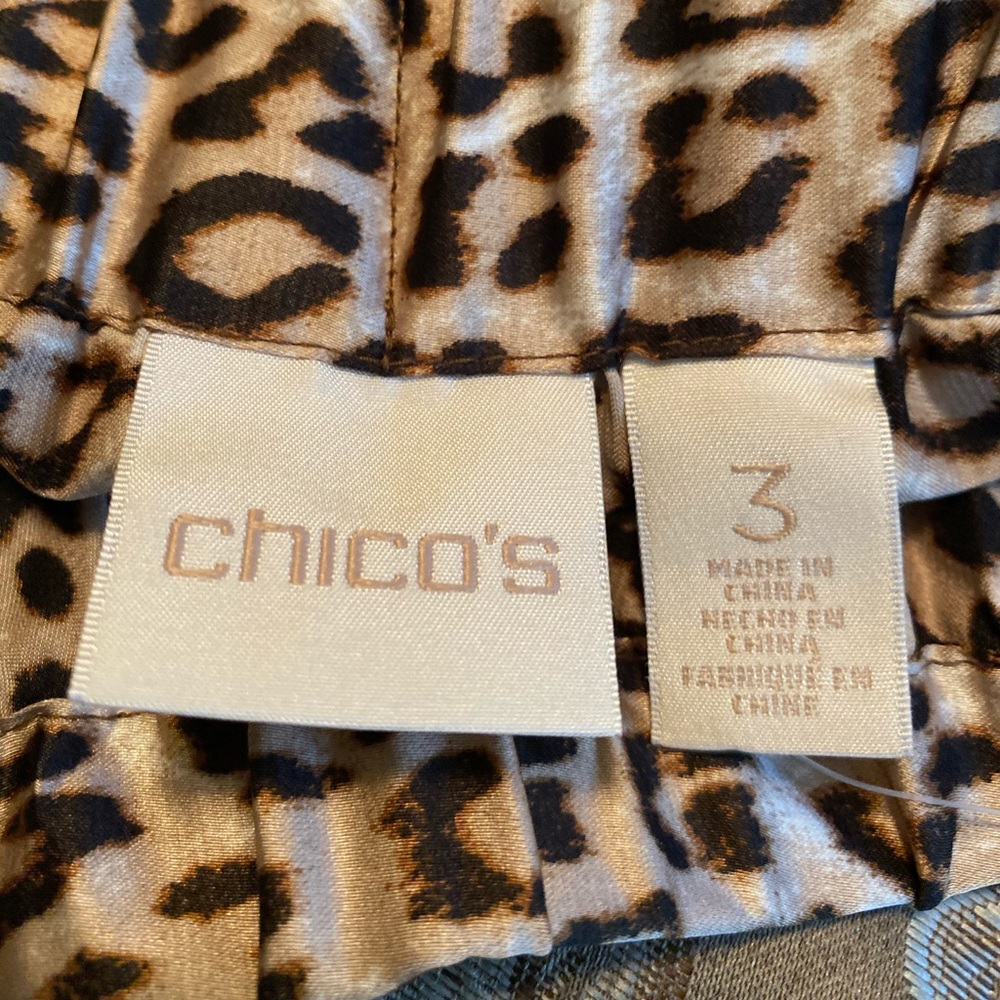 chico's
3
MADE IN
CHINA
HECHO EN
CHINA
FABRIQUÉ EN
CHINE